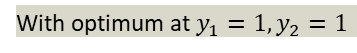 With optimum at y₁ = 1, y₂ = 1